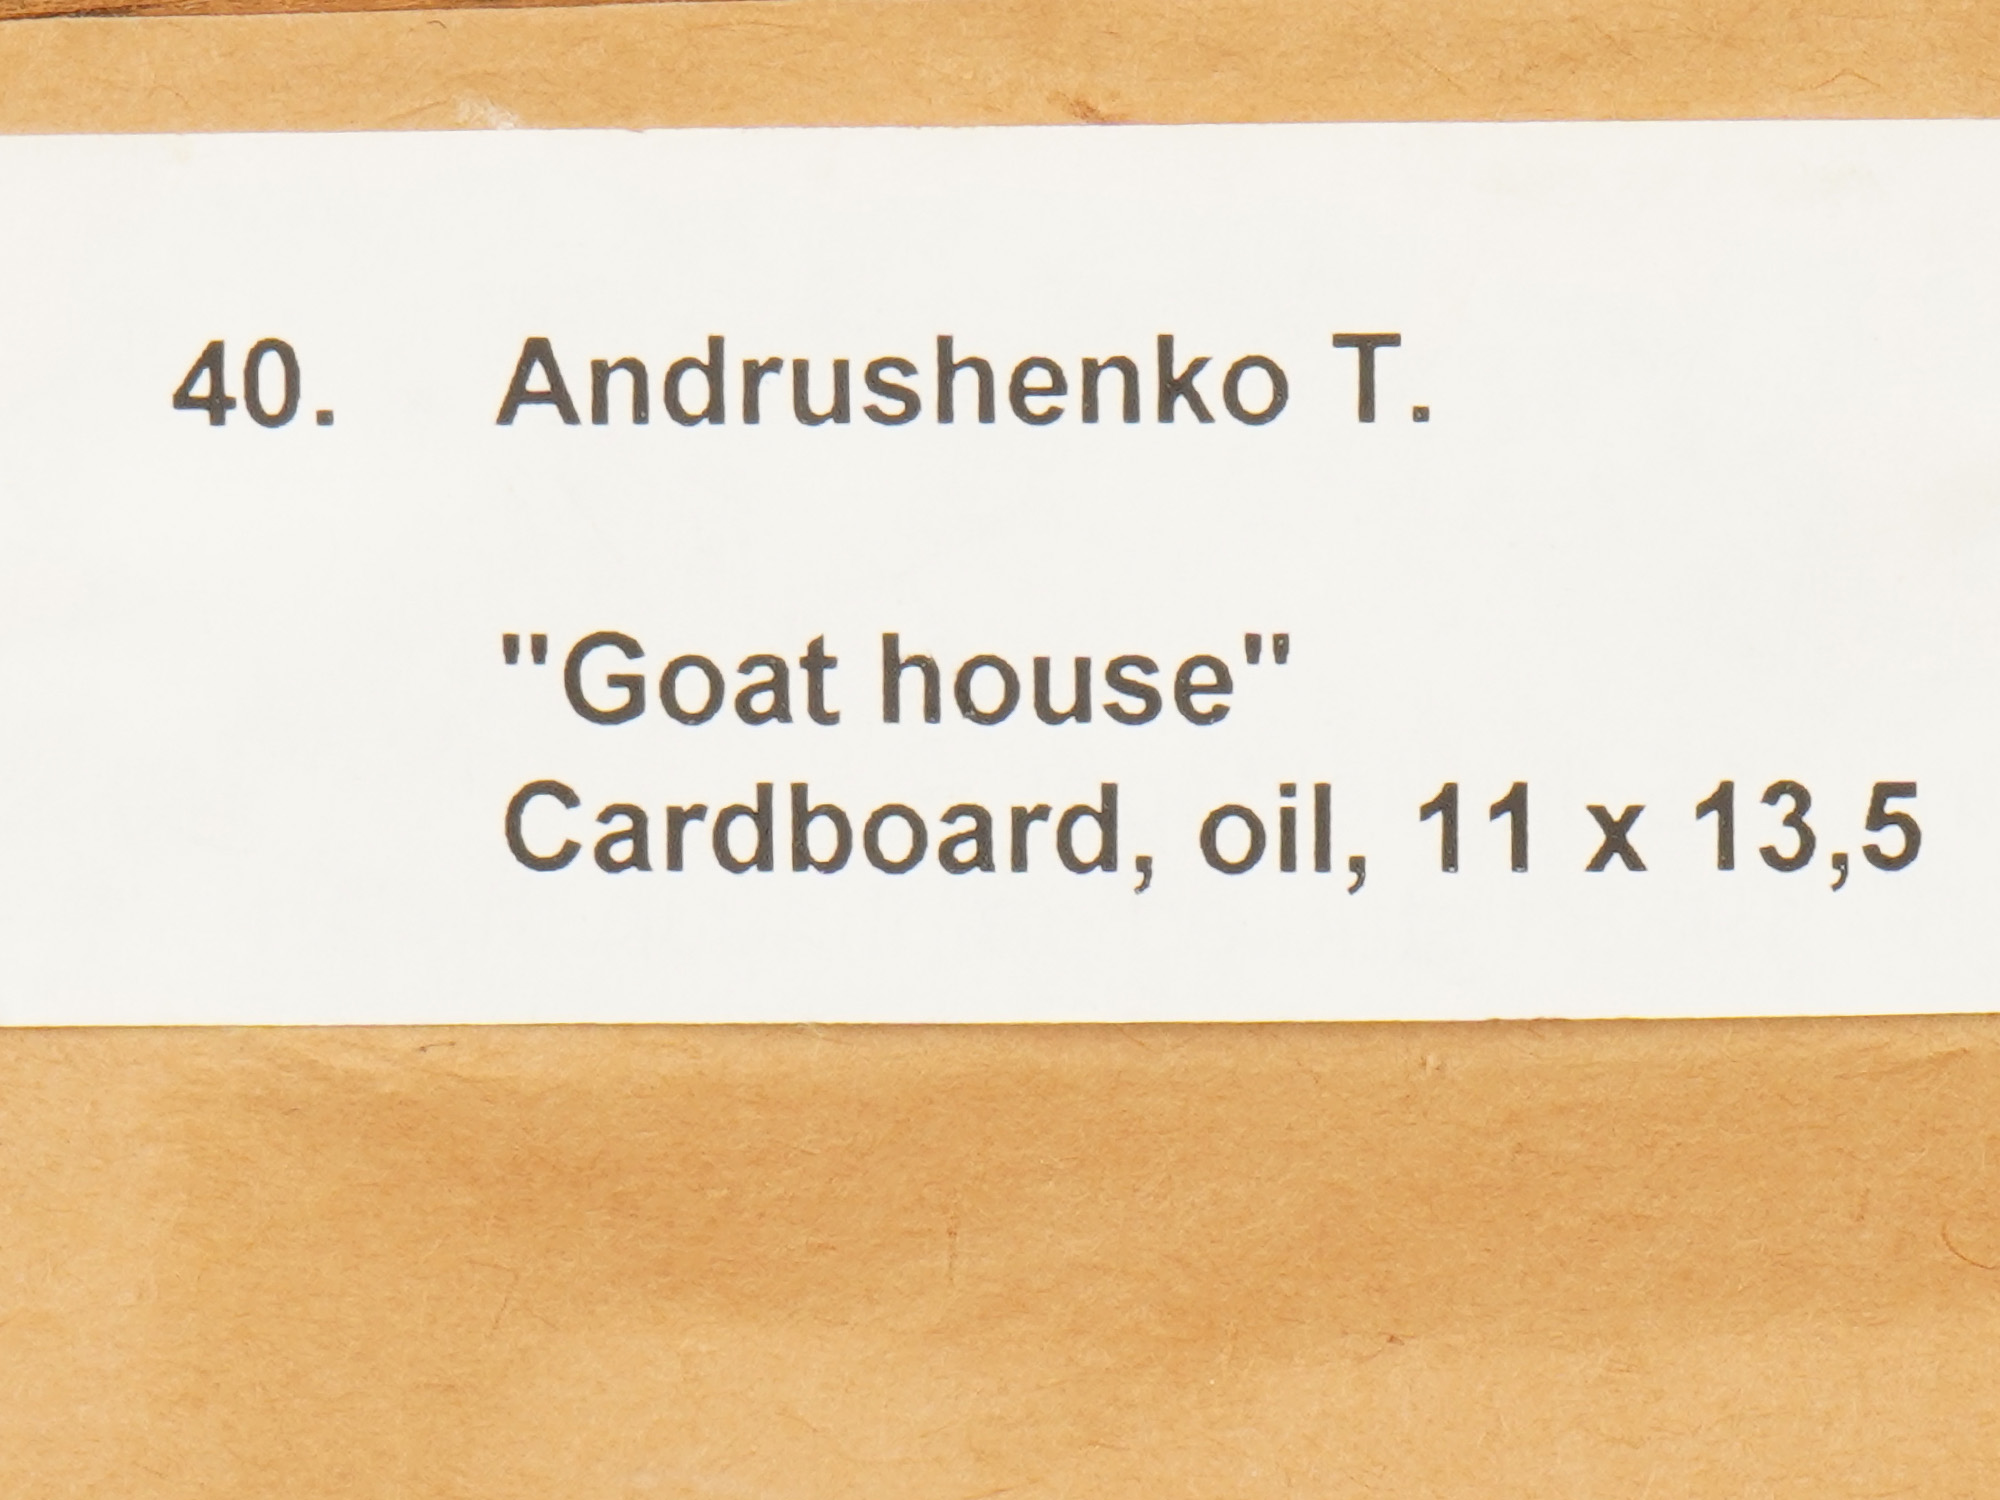 40. Andrushenko T.
"Goat house"
Cardboard, oil, 11 x 13,5